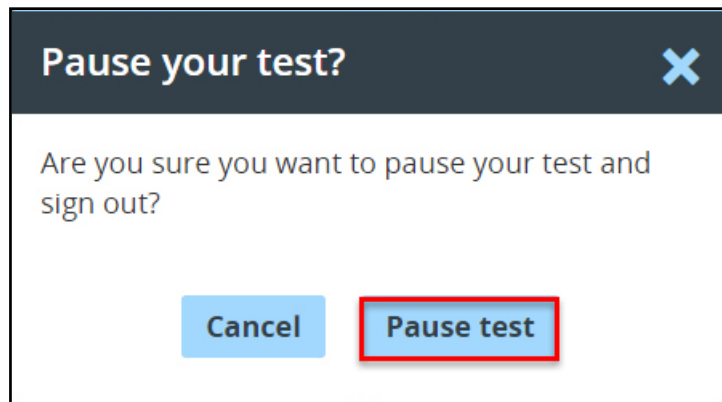 Pause your test?
Are you sure you want to pause your test and
sign out?
Cancel
Pause test